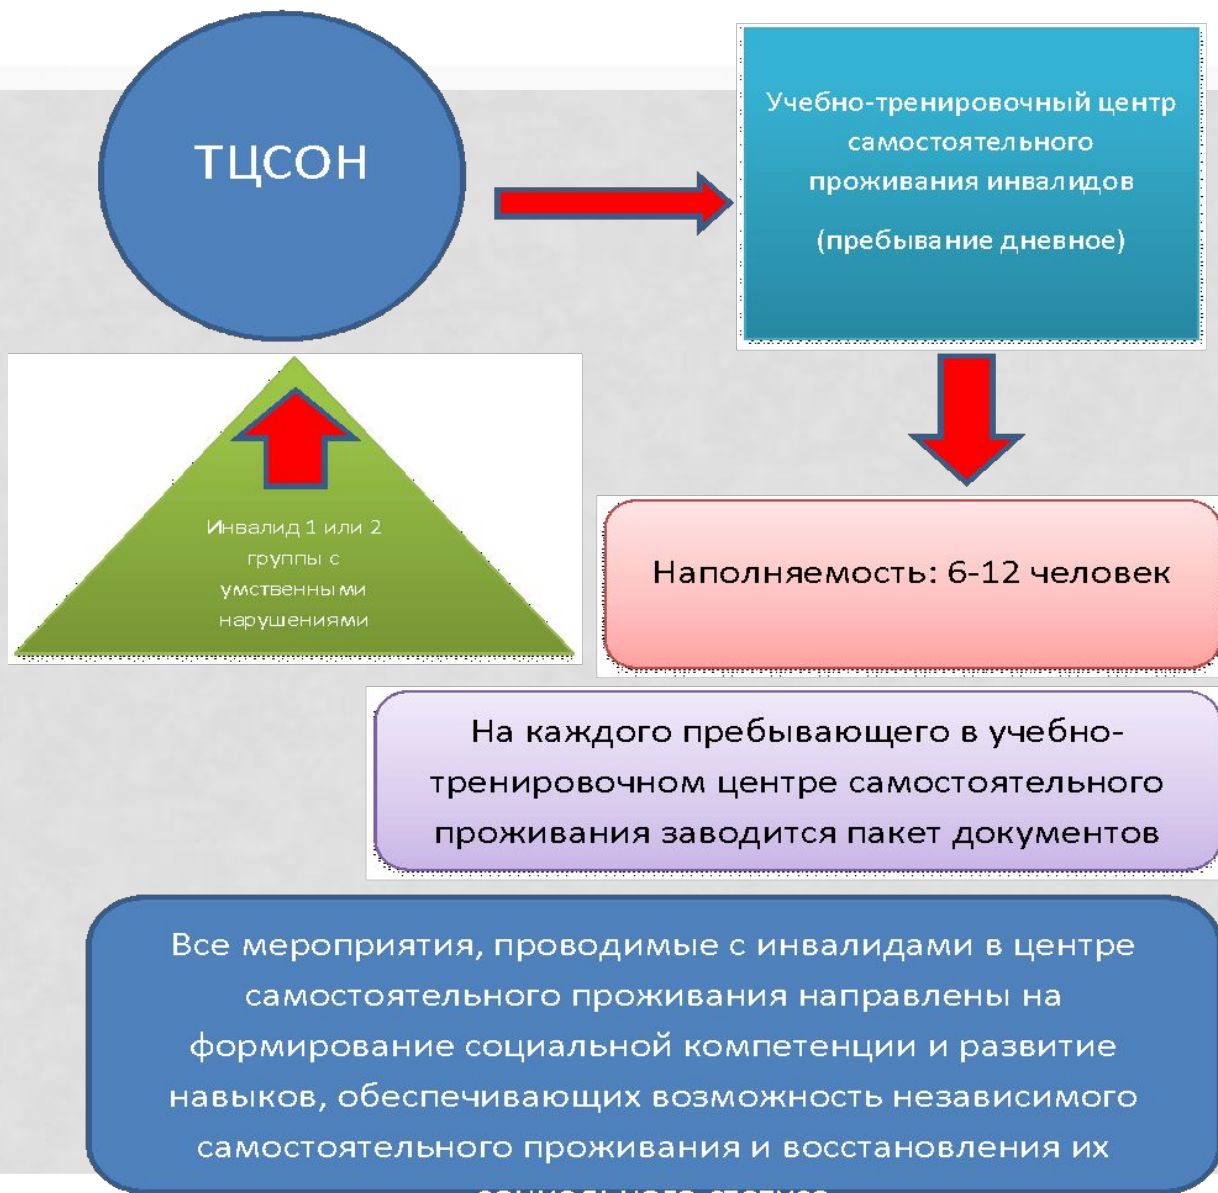 ТЦСОН
Учебно-тренировочный центр
самостоятельного
проживания инвалидов
(пребывание дневное)
Инвалид 1 или 2
группы с
умственными
нарушениями
Наполняемость: 6-12 человек
На каждого пребывающего в учебно-
тренировочном центре самостоятельного
проживания заводится пакет документов
Все мероприятия, проводимые с инвалидами в центре
самостоятельного проживания направлены на
формирование социальной компетенции и развитие
навыков, обеспечивающих возможность независимого
самостоятельного проживания и восстановления их